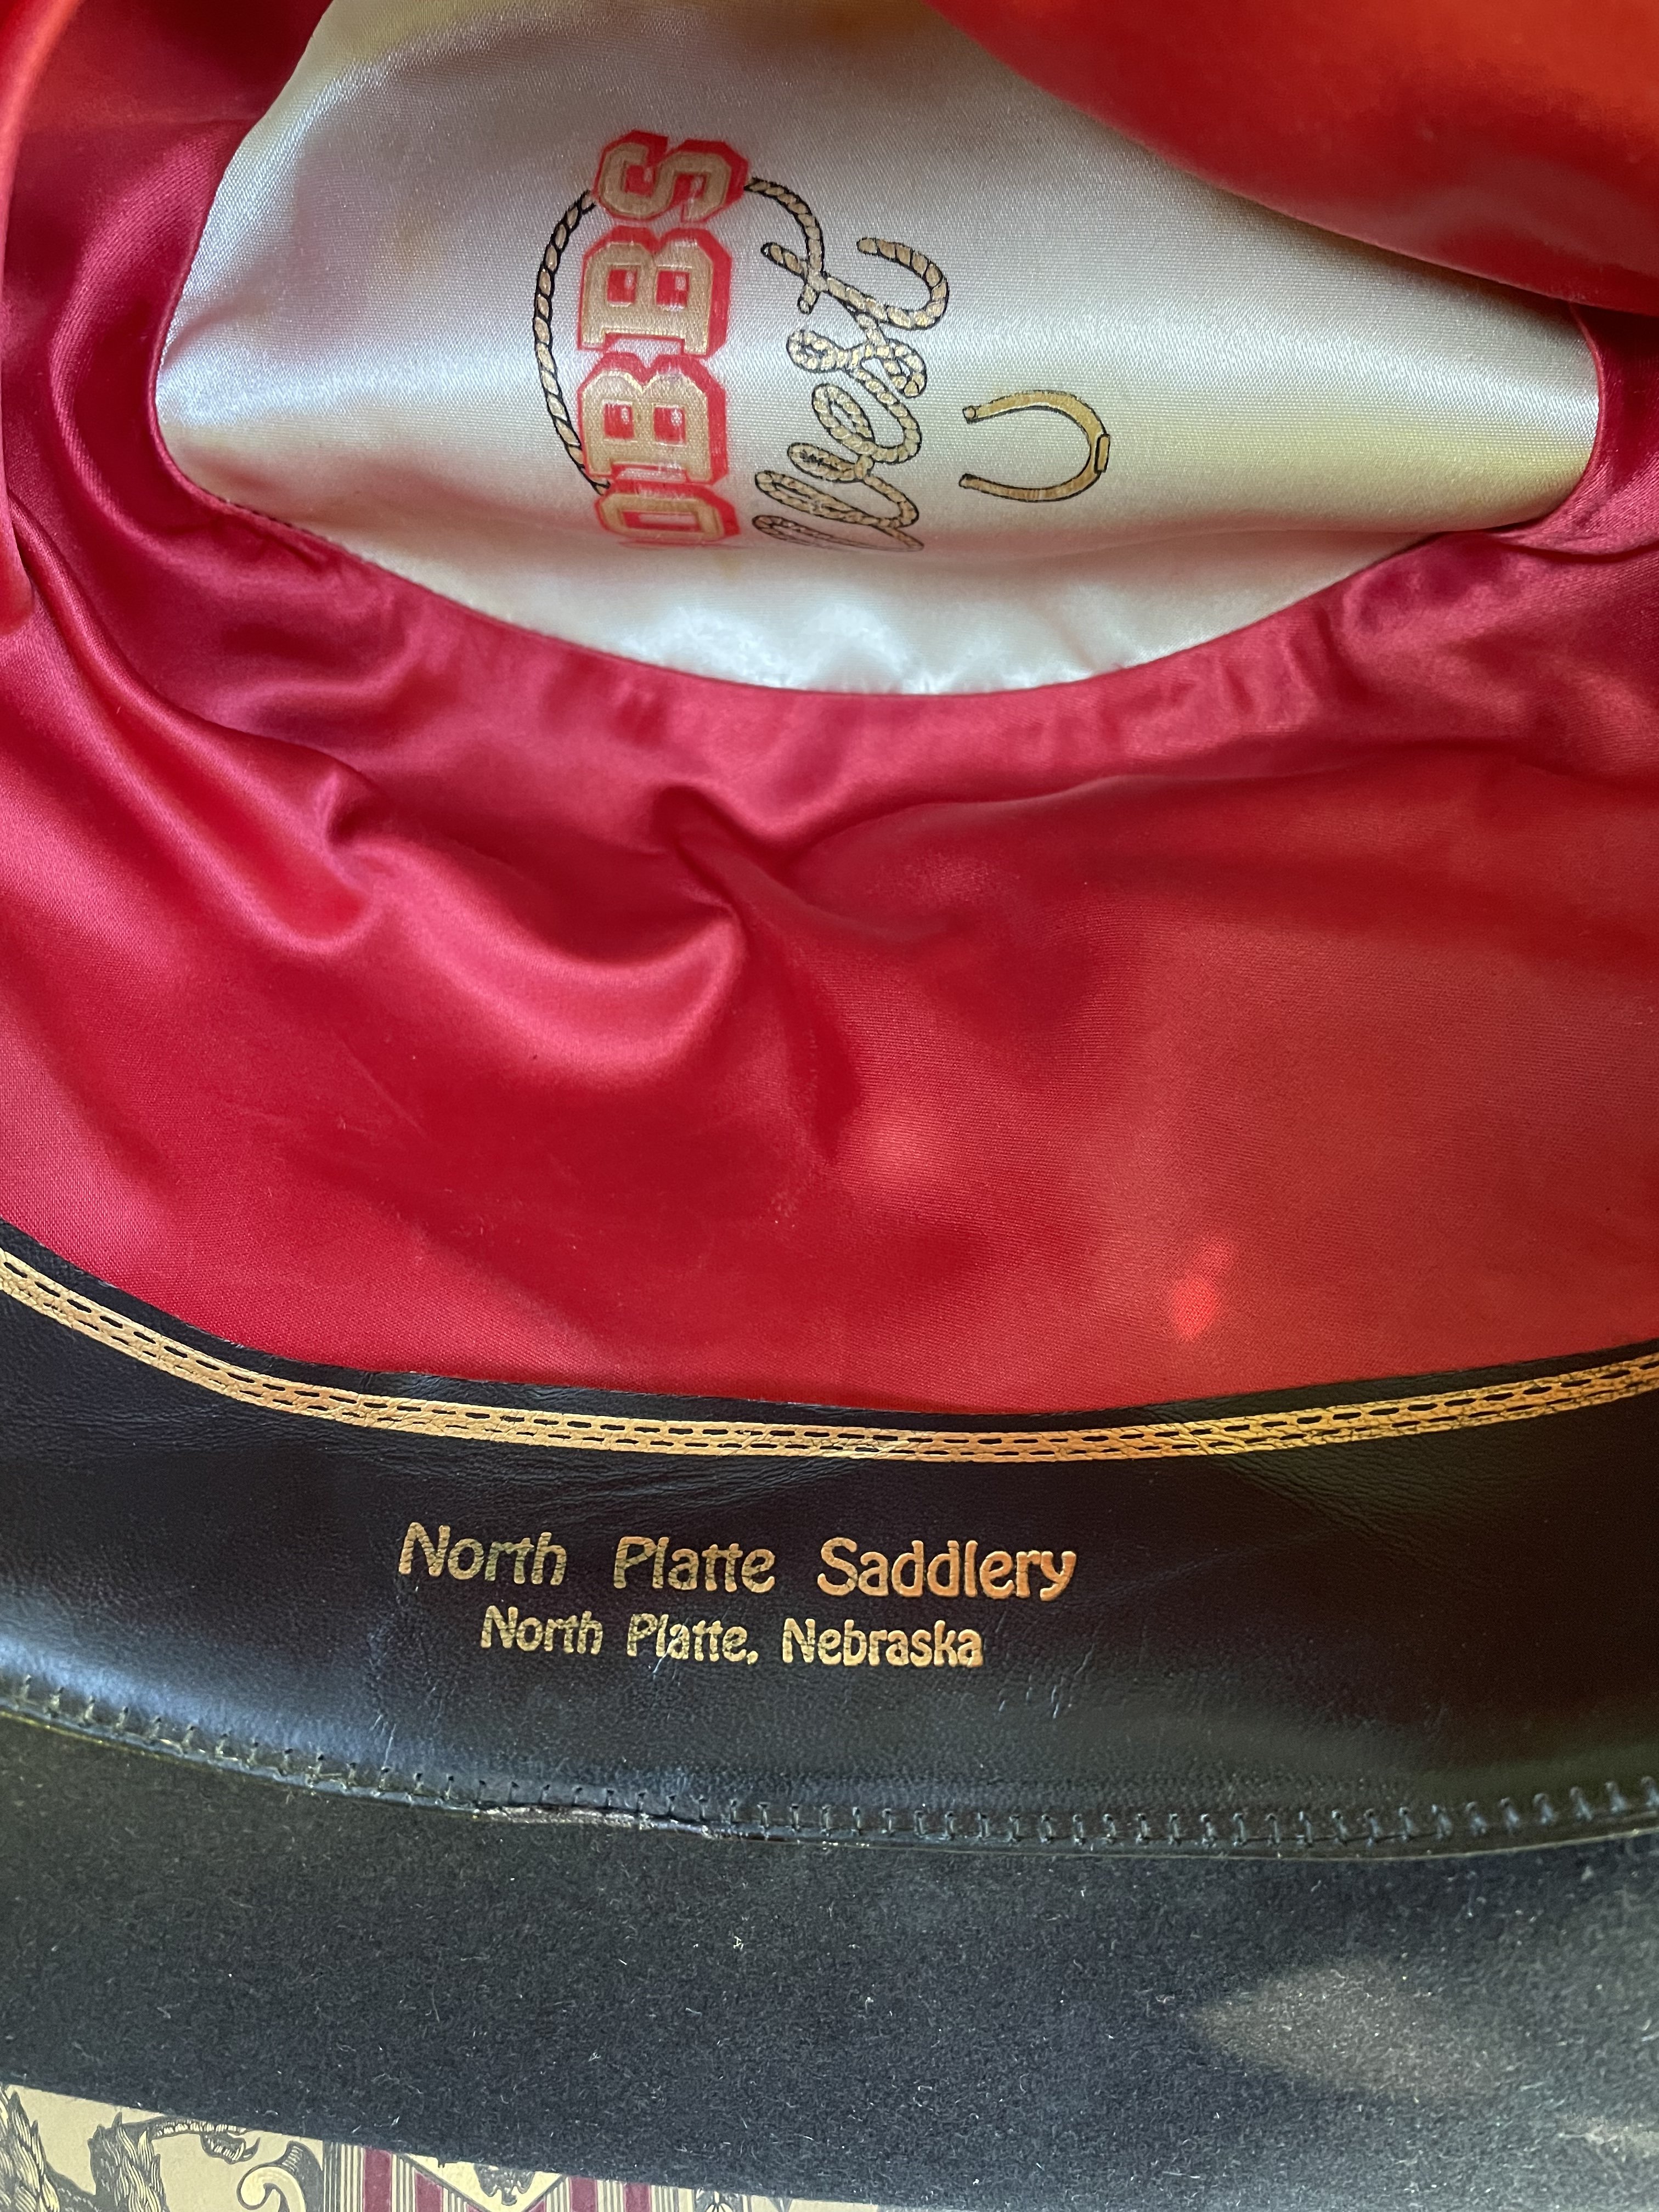 OBBS
West
North Platte Saddlery
North Platte, Nebraska